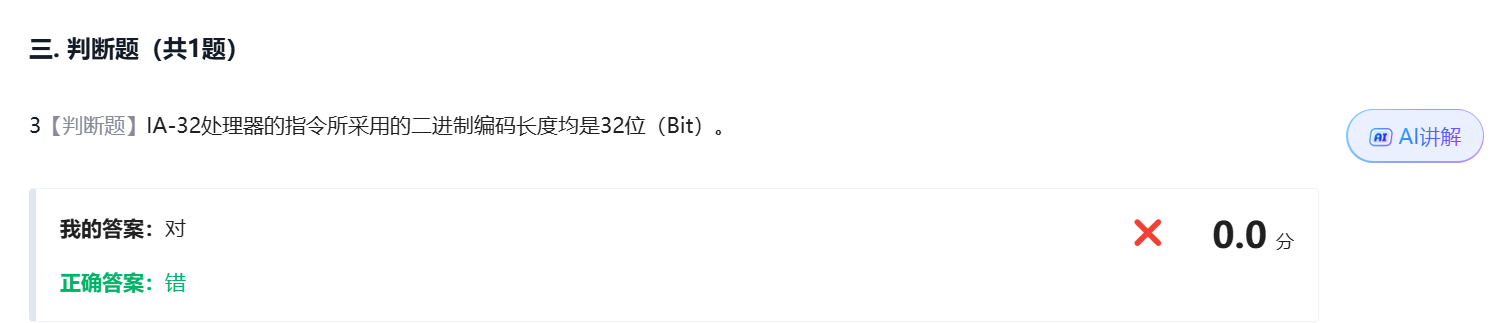 三. 判断题（共1题）
3【判断题】IA-32处理器的指令所采用的二进制编码长度均是32位（Bit）。
AI AI讲解
我的答案：对
0.0 分
正确答案：错